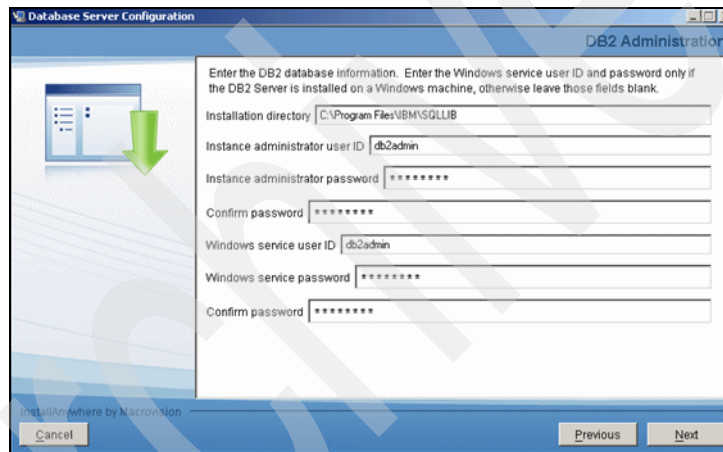 Database Server Configuration
DB2 Administration
Enter the DB2 database information. Enter the Windows service user ID and password only if
the DB2 Server is installed on a Windows machine, otherwise leave those fields blank.
Installation directory C:\Program Files\IBM\SQLLIB
Instance administrator user ID db2admin
Instance administrator password ********
Confirm password ********
Windows service user ID db2admin
Windows service password ********
Confirm password ********
InstallAnywhere by Macrovision
Cancel
Previous
Next